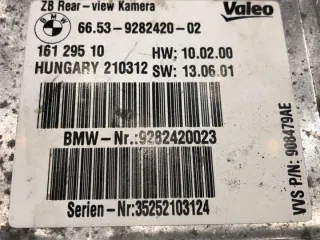 ZB Rear-view Kamera
Valeo
66.53-9282420-02
161 295 10
HW: 10.02.00
HUNGARY 210312
SW: 13.06.01
BMW-Nr.:9282420023
Serien-Nr:35252103124
VVS P/N: 908479AE